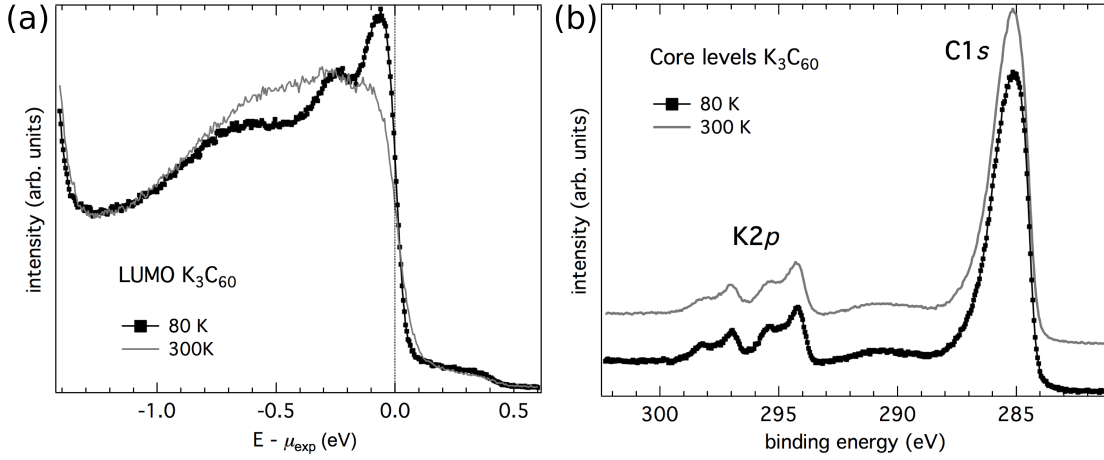 (a)
intensity (arb. units)
LUMO K3C60
80 K
300K
-1.0
-0.5
0.0
0.5
E - μexp (eV)
(b)
intensity (arb. units)
Core levels K3C60
80 K
300 K
C1s
K2p
300
295
290
285
binding energy (eV)